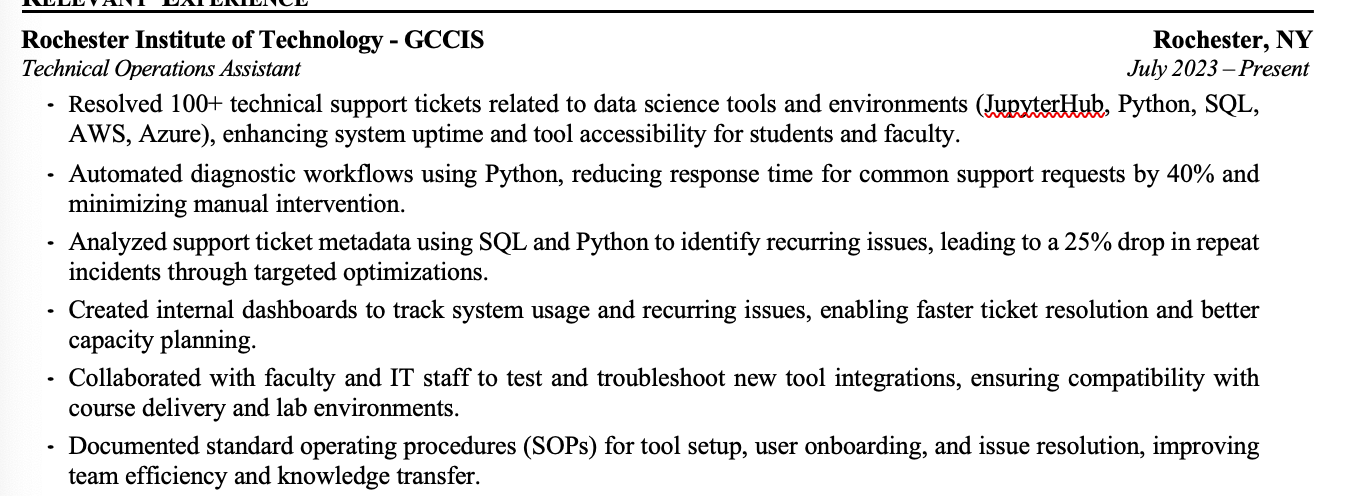 RELEVANT EXPERIENCE
Rochester Institute of Technology - GCCIS Rochester, NY
Technical Operations Assistant July 2023 – Present
· Resolved 100+ technical support tickets related to data science tools and environments (JupyterHub, Python, SQL,
AWS, Azure), enhancing system uptime and tool accessibility for students and faculty.
· Automated diagnostic workflows using Python, reducing response time for common support requests by 40% and
minimizing manual intervention.
· Analyzed support ticket metadata using SQL and Python to identify recurring issues, leading to a 25% drop in repeat
incidents through targeted optimizations.
· Created internal dashboards to track system usage and recurring issues, enabling faster ticket resolution and better
capacity planning.
· Collaborated with faculty and IT staff to test and troubleshoot new tool integrations, ensuring compatibility with
course delivery and lab environments.
· Documented standard operating procedures (SOPs) for tool setup, user onboarding, and issue resolution, improving
team efficiency and knowledge transfer.